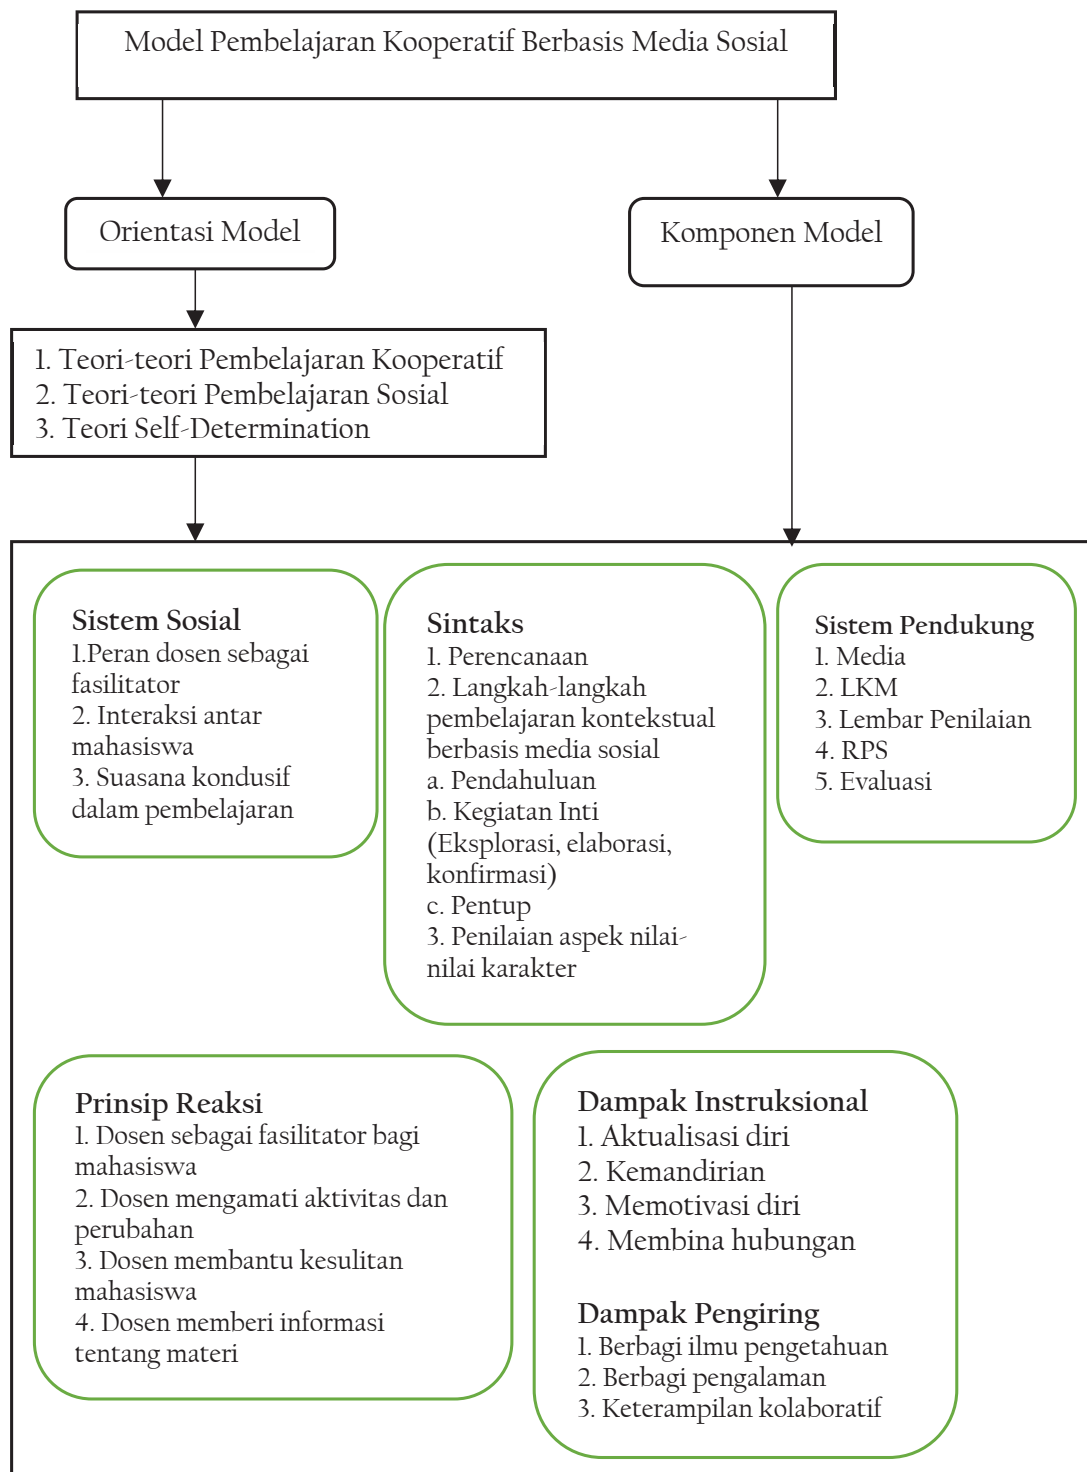 Model Pembelajaran Kooperatif Berbasis Media Sosial
Orientasi Model
Komponen Model
1. Teori-teori Pembelajaran Kooperatif
2. Teori-teori Pembelajaran Sosial
3. Teori Self-Determination
Sistem Sosial
1.Peran dosen sebagai
fasilitator
2. Interaksi antar
mahasiswa
3. Suasana kondusif
dalam pembelajaran
Sintaks
1. Perencanaan
2. Langkah-langkah
pembelajaran kontekstual
berbasis media sosial
a. Pendahuluan
b. Kegiatan Inti
(Eksplorasi, elaborasi,
konfirmasi)
c. Pentup
3. Penilaian aspek nilai-
nilai karakter
Sistem Pendukung
1. Media
2. LKM
3. Lembar Penilaian
4. RPS
5. Evaluasi
Prinsip Reaksi
1. Dosen sebagai fasilitator bagi
mahasiswa
2. Dosen mengamati aktivitas dan
perubahan
3. Dosen membantu kesulitan
mahasiswa
4. Dosen memberi informasi
tentang materi
Dampak Instruksional
1. Aktualisasi diri
2. Kemandirian
3. Memotivasi diri
4. Membina hubungan
Dampak Pengiring
1. Berbagi ilmu pengetahuan
2. Berbagi pengalaman
3. Keterampilan kolaboratif